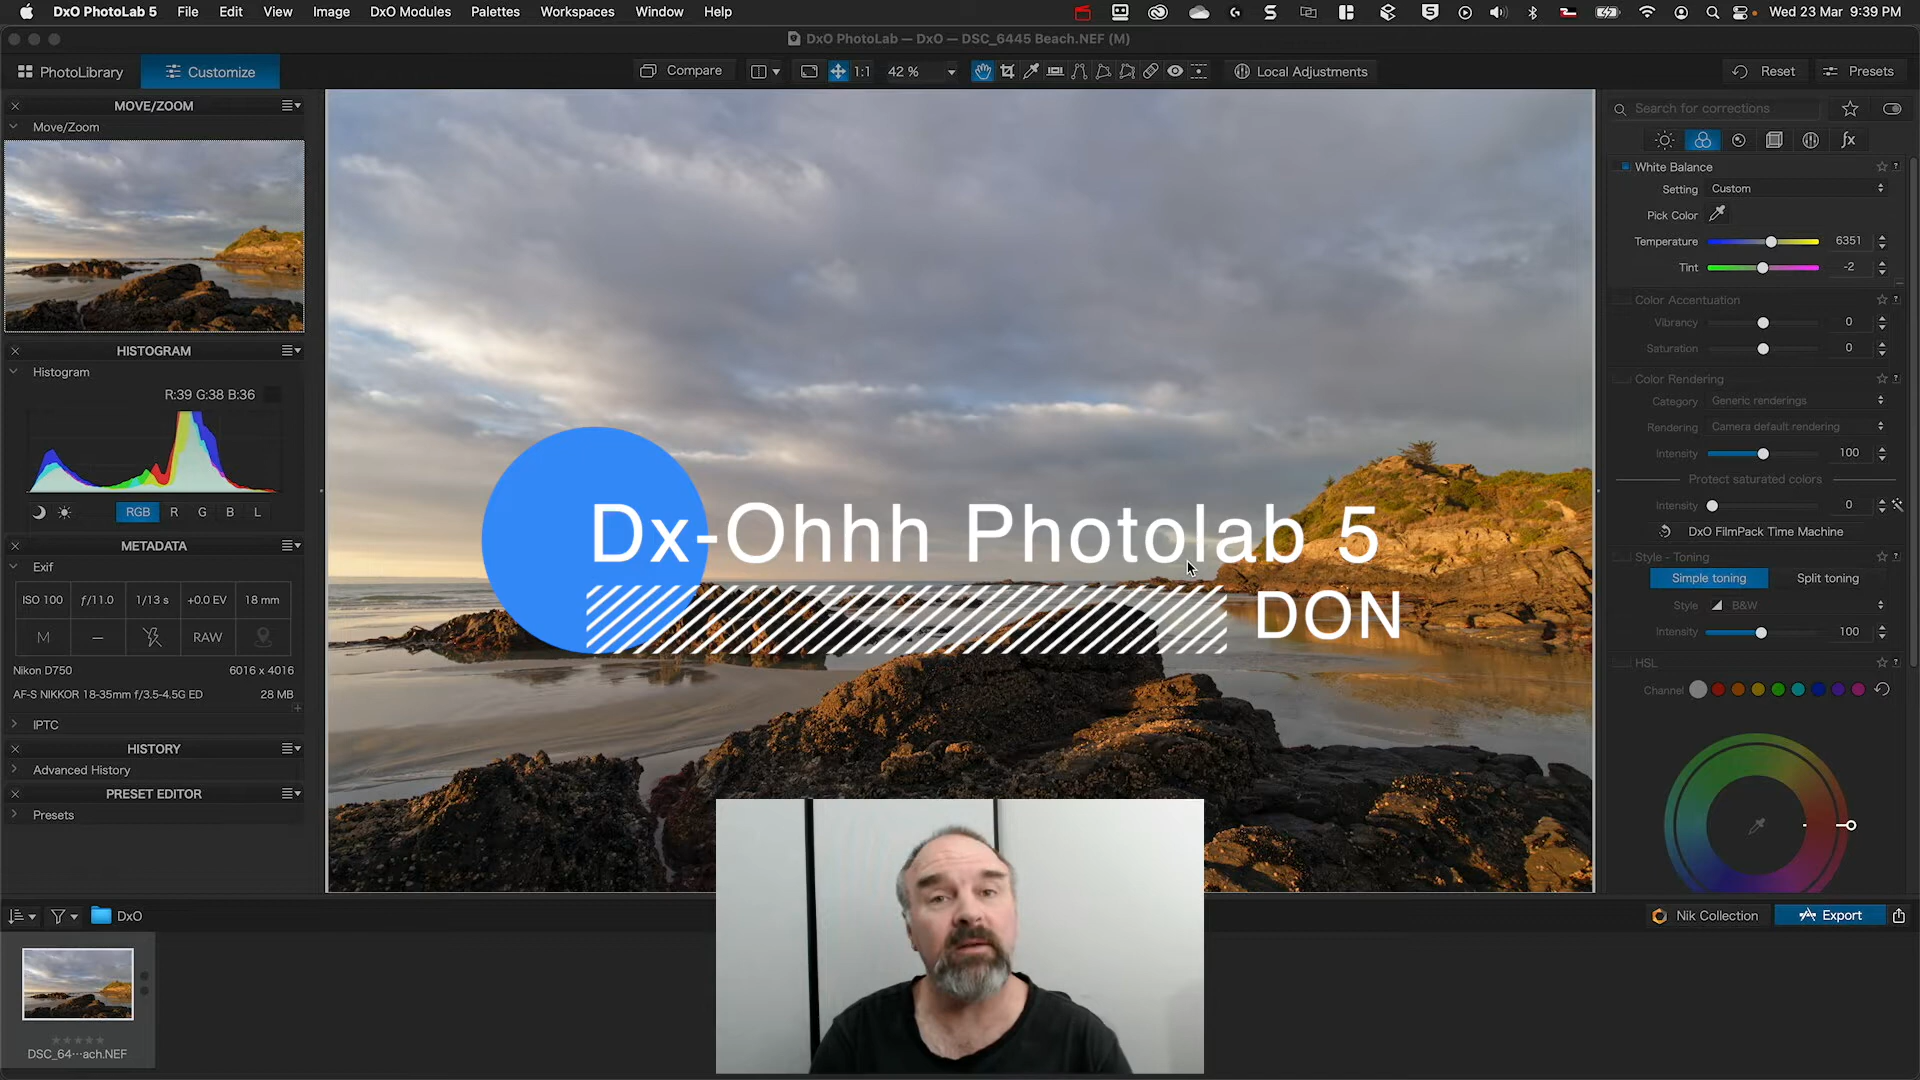 DxO PhotoLab 5 File Edit View Image DxO Modules Palettes Workspaces Window Help Wed 23 Mar 9:39 PM
DxO PhotoLab — DxO — DSC_6445 Beach.NEF (M)
PhotoLibrary Customize Compare 1:1 42 % Local Adjustments Reset Presets
MOVE/ZOOM
Move/Zoom
HISTOGRAM
Histogram
R:39 G:38 B:36
RGB R G B L
METADATA
Exif
ISO 100 ƒ/11.0 1/13 s +0.0 EV 18 mm
M — RAW
Nikon D750 6016 x 4016
AF-S NIKKOR 18-35mm f/3.5-4.5G ED 28 MB
IPTC
HISTORY
Advanced History
PRESET EDITOR
Presets
Dx-Ohhh Photolab 5
DON
Search for corrections
fx
White Balance ?
Setting Custom
Pick Color
Temperature 6351
Tint -2
Color Accentuation ?
Vibrancy 0
Saturation 0
Color Rendering ?
Category Generic renderings
Rendering Camera default rendering
Intensity 100
Protect saturated colors
Intensity 0
DxO FilmPack Time Machine
Style - Toning ?
Simple toning Split toning
Style B&W
Intensity 100
HSL ?
Channel
DxO Nik Collection Export
DSC_64···ach.NEF